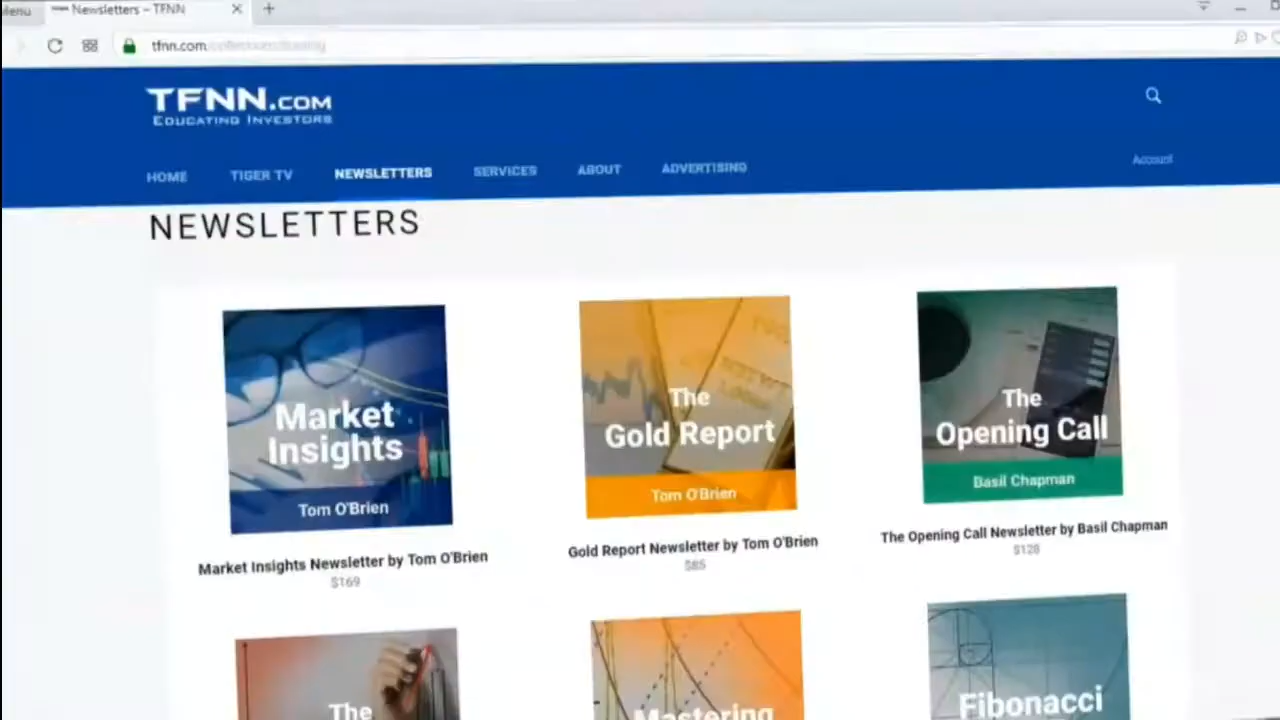 Newsletters – TFNN
tfnn.com
TFNN.COM
EDUCATING INVESTORS
HOME TIGER TV NEWSLETTERS SERVICES ABOUT ADVERTISING
Account
NEWSLETTERS
Market
Insights
Tom O'Brien
Market Insights Newsletter by Tom O'Brien
$169
The
Gold Report
Tom O'Brien
Gold Report Newsletter by Tom O'Brien
$85
The
Opening Call
Basil Chapman
The Opening Call Newsletter by Basil Chapman
$128
The
Mastering
Fibonacci